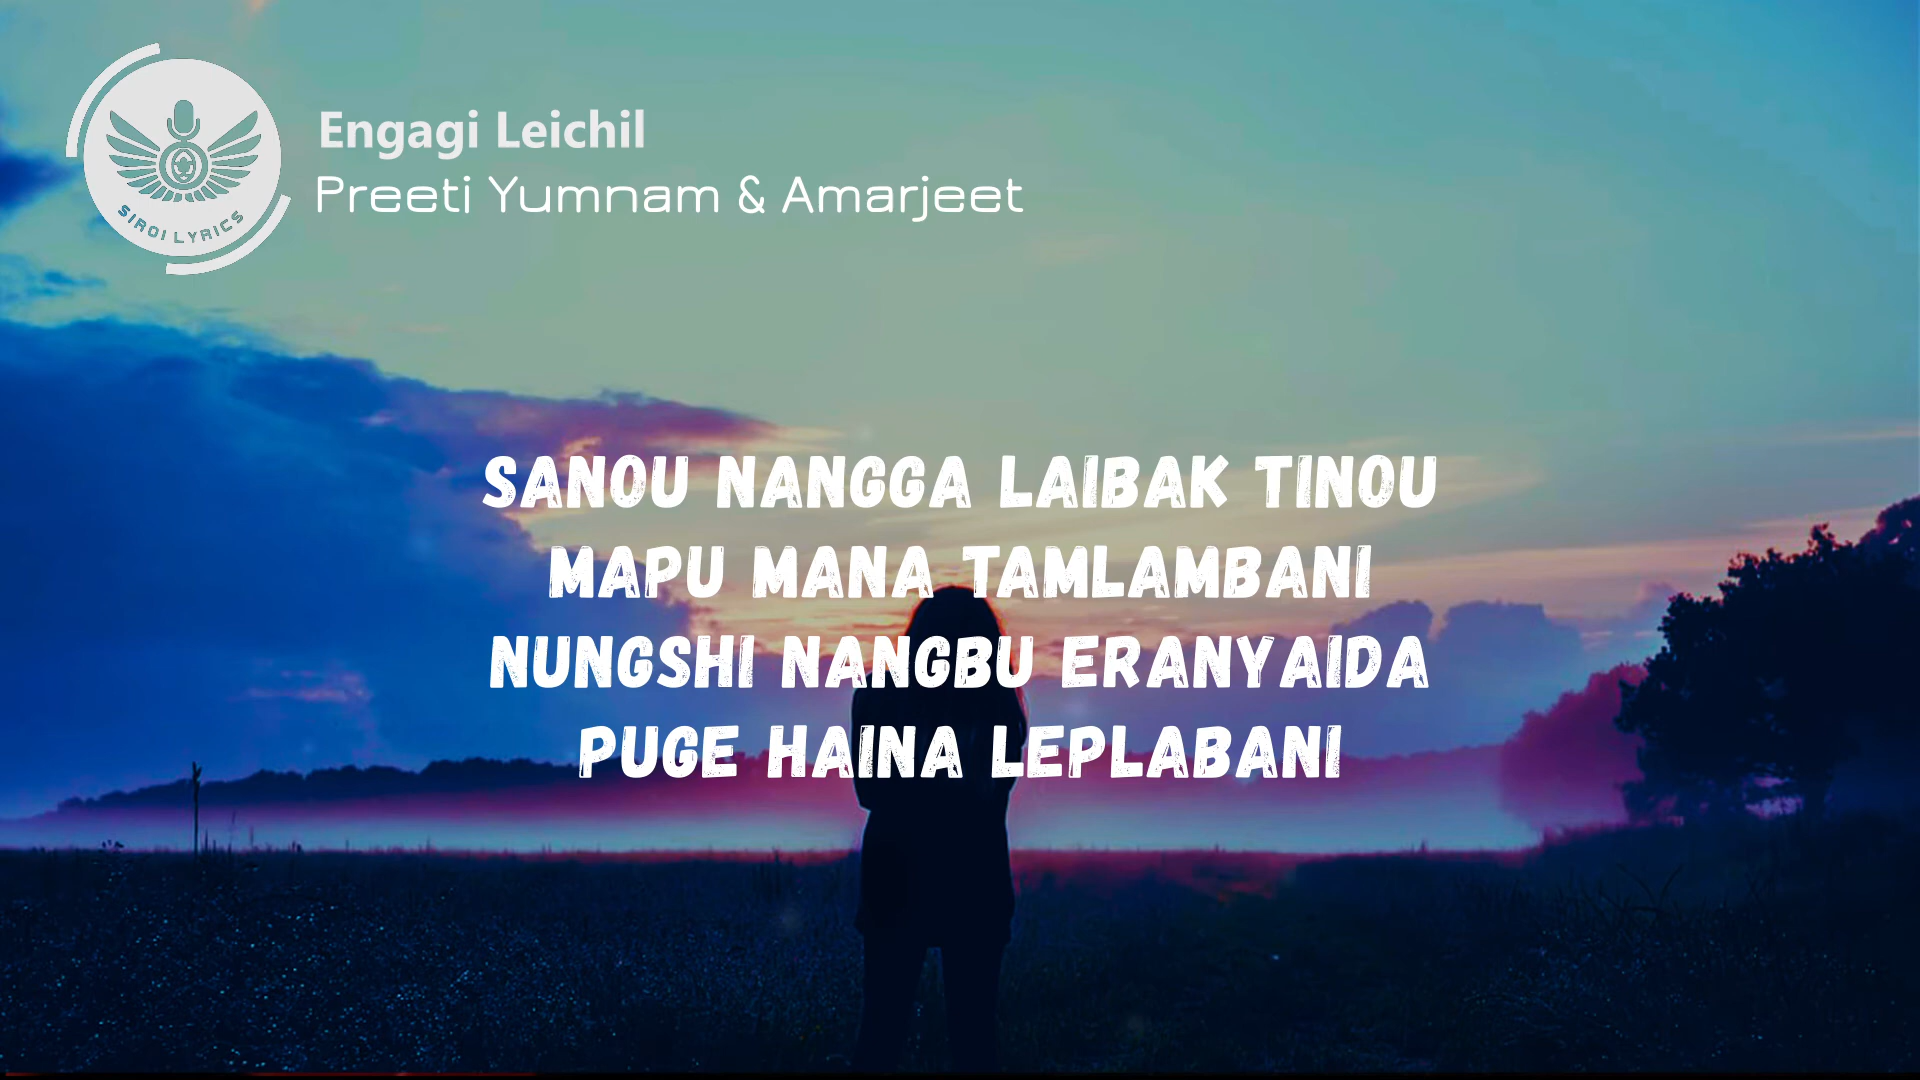 Engagi Leichil
Preeti Yumnam & Amarjeet
SIROI LYRICS
SANOU NANGGA LAIBAK TINOU
MAPU MANA TAMLAMBANI
NUNGSHI NANGBU ERANYAIDA
PUGE HAINA LEPLABANI